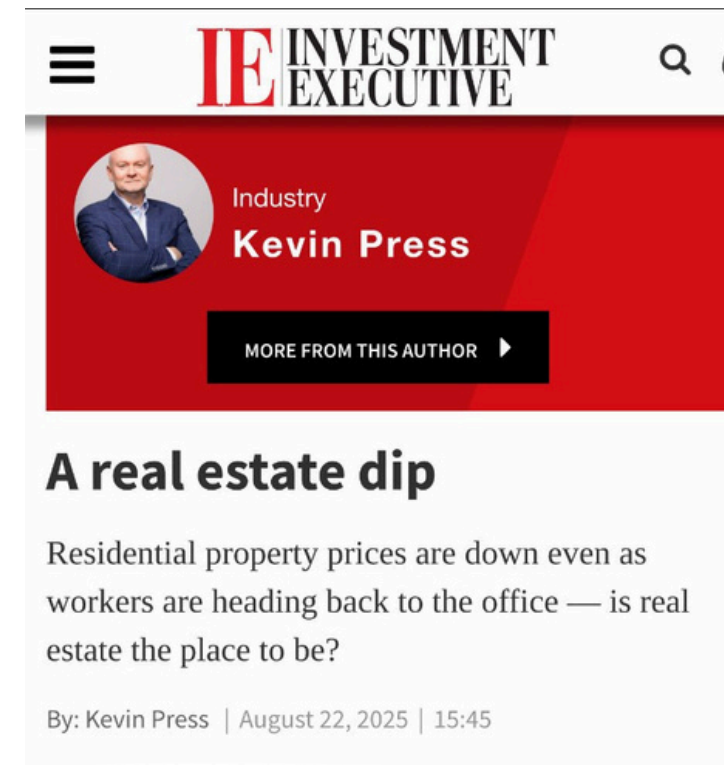 IE INVESTMENT
EXECUTIVE
Industry
Kevin Press
MORE FROM THIS AUTHOR
A real estate dip
Residential property prices are down even as
workers are heading back to the office — is real
estate the place to be?
By: Kevin Press | August 22, 2025 | 15:45